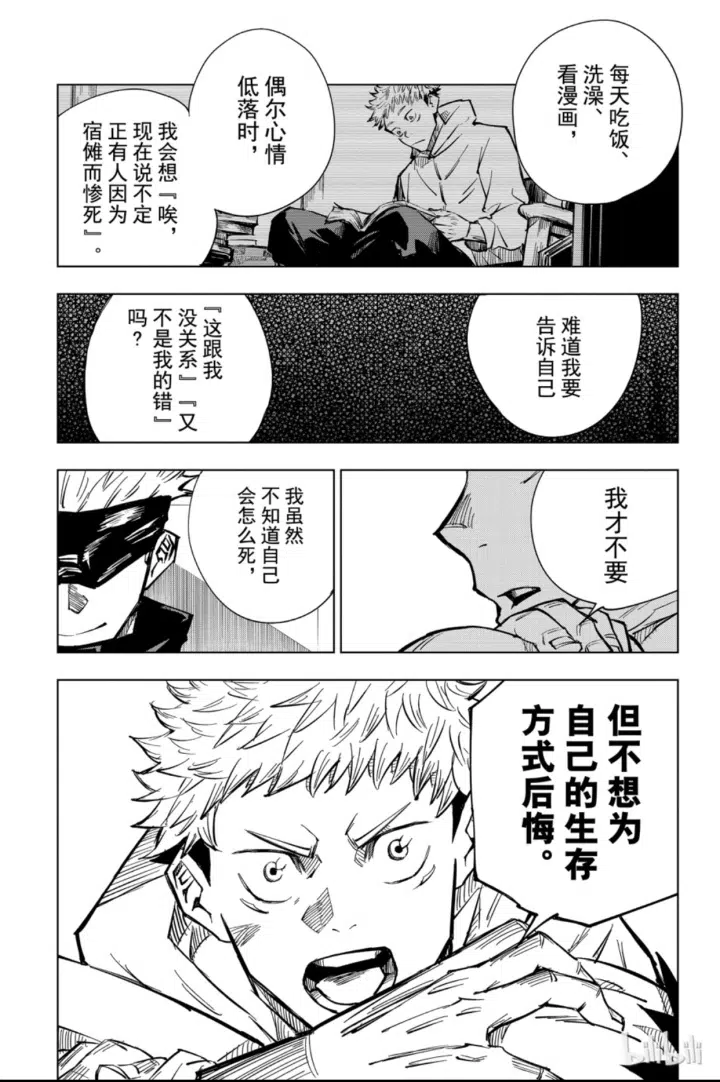 每天吃饭、
洗澡、
看漫画，
偶尔心情
低落时，
我会想『唉，
现在说不定
正有人因为
宿傩而惨死』。
难道我要
告诉自己
『这跟我
没关系』『又
不是我的错』
吗？
我才不要
我虽然
不知道自己
会怎么死，
但不想为
自己的生存
方式后悔。
bilibili